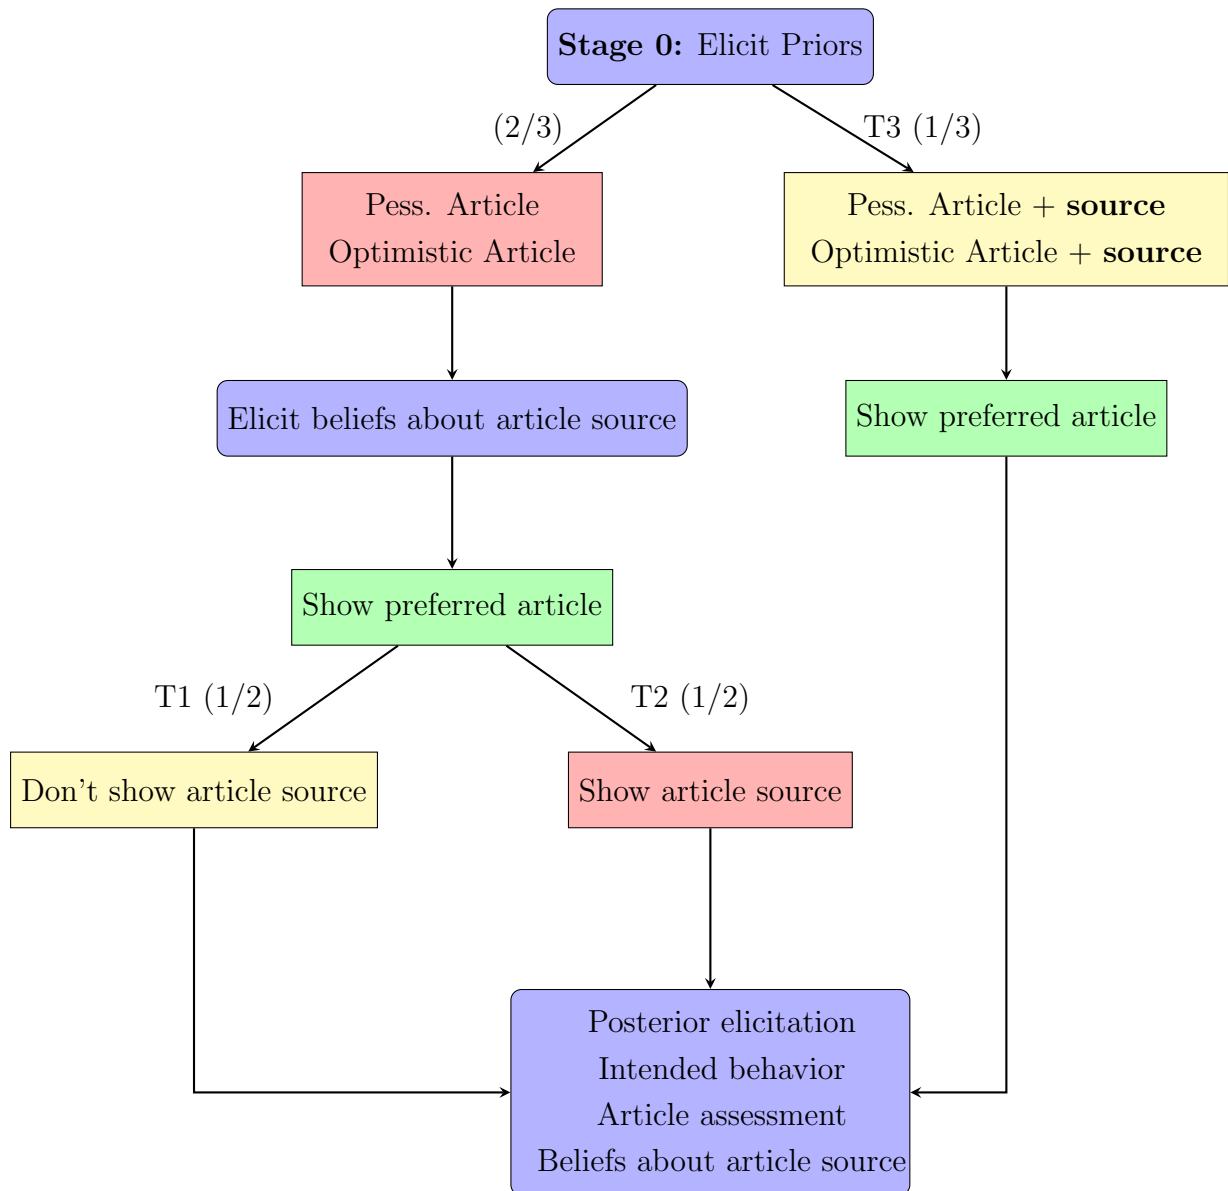 Stage 0: Elicit Priors
(2/3)
T3 (1/3)
Pess. Article
Optimistic Article
Pess. Article + source
Optimistic Article + source
Elicit beliefs about article source
Show preferred article
Show preferred article
T1 (1/2)
T2 (1/2)
Don't show article source
Show article source
Posterior elicitation
Intended behavior
Article assessment
Beliefs about article source